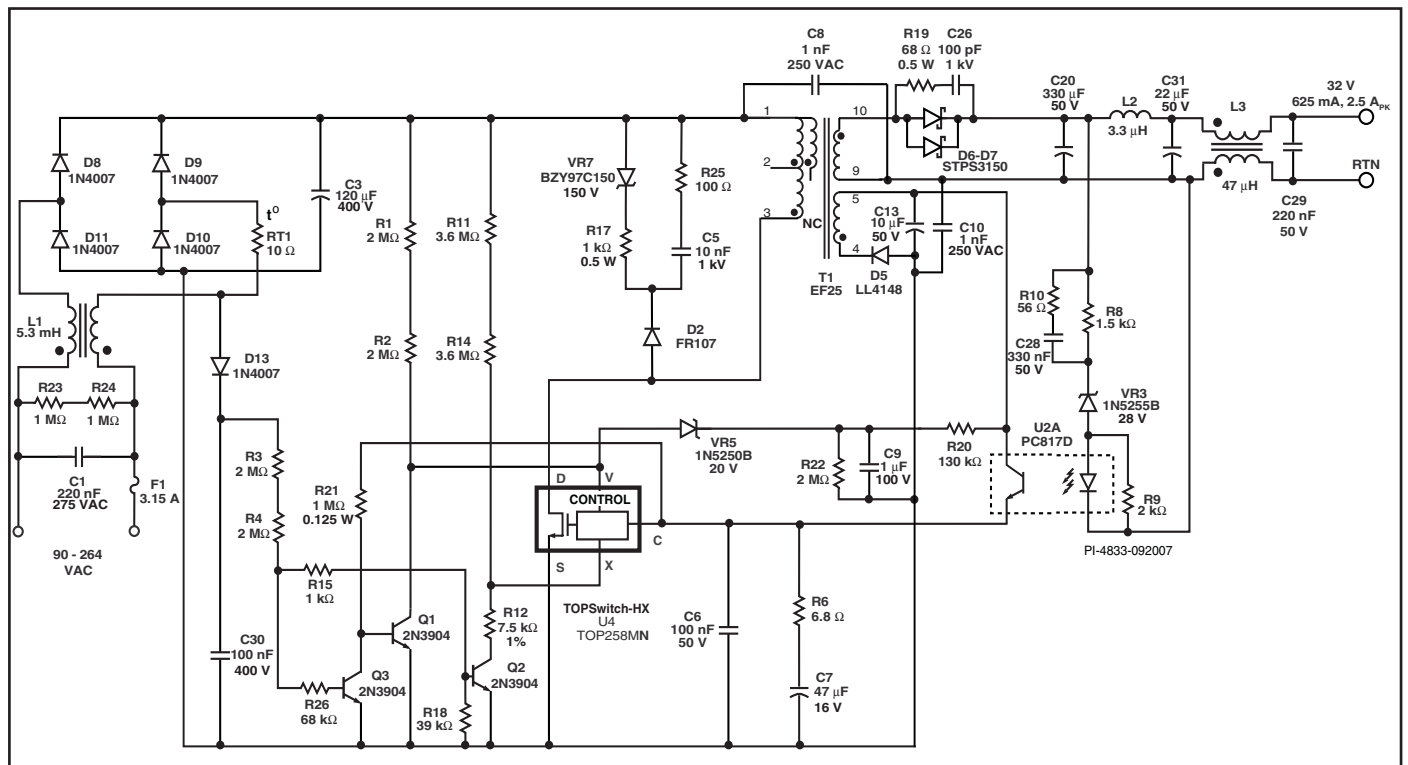 C8
1 nF
250 VAC
R19
68 Ω
0.5 W
C26
100 pF
1 kV
C20
330 µF
50 V
C31
22 µF
50 V
L2
3.3 µH
L3
47 µH
32 V
625 mA, 2.5 APK
RTN
C29
220 nF
50 V
1
2
3
NC
10
9
5
4
D6-D7
STPS3150
D8
1N4007
D9
1N4007
D11
1N4007
D10
1N4007
C3
120 µF
400 V
tO
RT1
10 Ω
R1
2 MΩ
R11
3.6 MΩ
VR7
BZY97C150
150 V
R25
100 Ω
R17
1 kΩ
0.5 W
C5
10 nF
1 kV
T1
EF25
D5
LL4148
C13
10 µF
50 V
C10
1 nF
250 VAC
L1
5.3 mH
D13
1N4007
R2
2 MΩ
R14
3.6 MΩ
D2
FR107
R10
56 Ω
R8
1.5 kΩ
C28
330 nF
50 V
R23
1 MΩ
R24
1 MΩ
VR3
1N5255B
28 V
C1
220 nF
275 VAC
F1
3.15 A
90 - 264
VAC
R3
2 MΩ
R4
2 MΩ
R21
1 MΩ
0.125 W
VR5
1N5250B
20 V
R22
2 MΩ
C9
1 µF
100 V
R20
130 kΩ
U2A
PC817D
R9
2 kΩ
PI-4833-092007
D
V
CONTROL
C
S
X
TOPSwitch-HX
U4
TOP258MN
R15
1 kΩ
R12
7.5 kΩ
1%
C6
100 nF
50 V
R6
6.8 Ω
C7
47 µF
16 V
C30
100 nF
400 V
Q1
2N3904
Q3
2N3904
Q2
2N3904
R26
68 kΩ
R18
39 kΩ